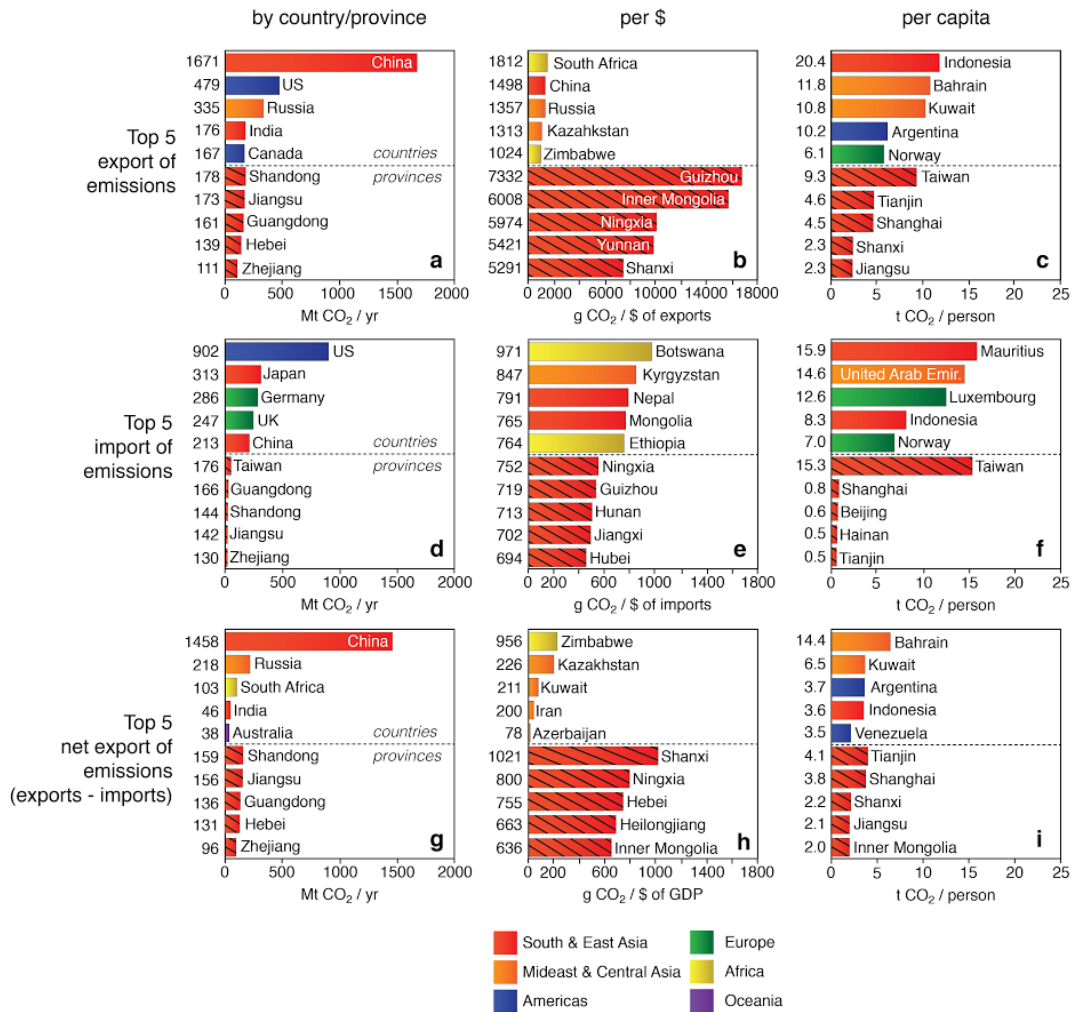 by country/province
per $
per capita
Top 5
export of
emissions
1671 China
479 US
335 Russia
176 India
167 Canada countries
178 Shandong provinces
173 Jiangsu
161 Guangdong
139 Hebei
111 Zhejiang
a
0 500 1000 1500 2000
Mt CO₂ / yr
1812 South Africa
1498 China
1357 Russia
1313 Kazahkstan
1024 Zimbabwe
7332 Guizhou
6008 Inner Mongolia
5974 Ningxia
5421 Yunnan
5291 Shanxi
b
0 2000 6000 10000 14000 18000
g CO₂ / $ of exports
20.4 Indonesia
11.8 Bahrain
10.8 Kuwait
10.2 Argentina
6.1 Norway
9.3 Taiwan
4.6 Tianjin
4.5 Shanghai
2.3 Shanxi
2.3 Jiangsu
c
0 5 10 15 20 25
t CO₂ / person
Top 5
import of
emissions
902 US
313 Japan
286 Germany
247 UK
213 China countries
176 Taiwan provinces
166 Guangdong
144 Shandong
142 Jiangsu
130 Zhejiang
d
0 500 1000 1500 2000
Mt CO₂ / yr
971 Botswana
847 Kyrgyzstan
791 Nepal
765 Mongolia
764 Ethiopia
752 Ningxia
719 Guizhou
713 Hunan
702 Jiangxi
694 Hubei
e
0 200 600 1000 1400 1800
g CO₂ / $ of imports
15.9 Mauritius
14.6 United Arab Emir.
12.6 Luxembourg
8.3 Indonesia
7.0 Norway
15.3 Taiwan
0.8 Shanghai
0.6 Beijing
0.5 Hainan
0.5 Tianjin
f
0 5 10 15 20 25
t CO₂ / person
Top 5
net export of
emissions
(exports - imports)
1458 China
218 Russia
103 South Africa
46 India
38 Australia countries
159 Shandong provinces
156 Jiangsu
136 Guangdong
131 Hebei
96 Zhejiang
g
0 500 1000 1500 2000
Mt CO₂ / yr
956 Zimbabwe
226 Kazakhstan
211 Kuwait
200 Iran
78 Azerbaijan
1021 Shanxi
800 Ningxia
755 Hebei
663 Heilongjiang
636 Inner Mongolia
h
0 200 600 1000 1400 1800
g CO₂ / $ of GDP
14.4 Bahrain
6.5 Kuwait
3.7 Argentina
3.6 Indonesia
3.5 Venezuela
4.1 Tianjin
3.8 Shanghai
2.2 Shanxi
2.1 Jiangsu
2.0 Inner Mongolia
i
0 5 10 15 20 25
t CO₂ / person
South & East Asia
Mideast & Central Asia
Americas
Europe
Africa
Oceania